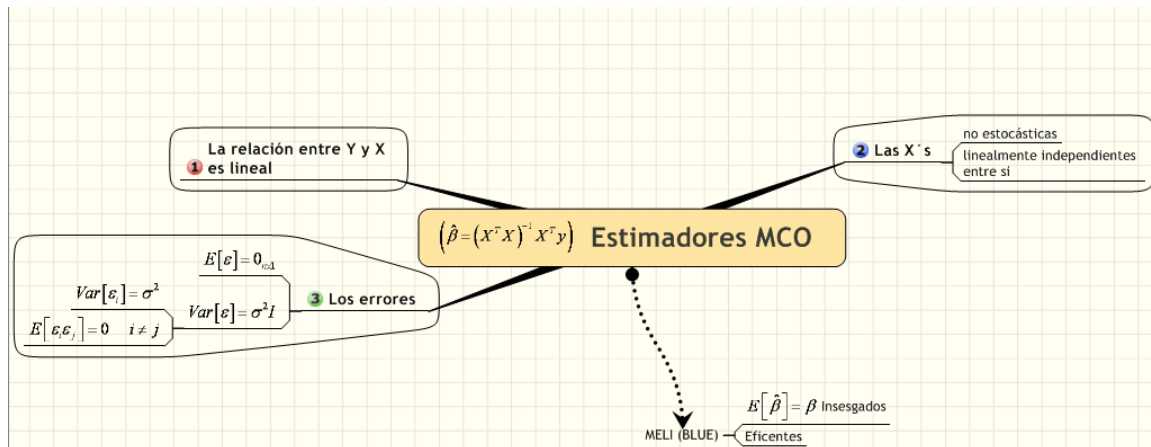 1 La relación entre Y y X
es lineal
2 Las X´s
no estocásticas
linealmente independientes
entre si
(β̂ = (XᵀX)⁻¹ Xᵀy) Estimadores MCO
3 Los errores
E[ε] = 0ₙₓ₁
Var[ε] = σ²I
Var[εᵢ] = σ²
E[εᵢεⱼ] = 0 i ≠ j
MELI (BLUE)
E[β̂] = β Insesgados
Eficentes